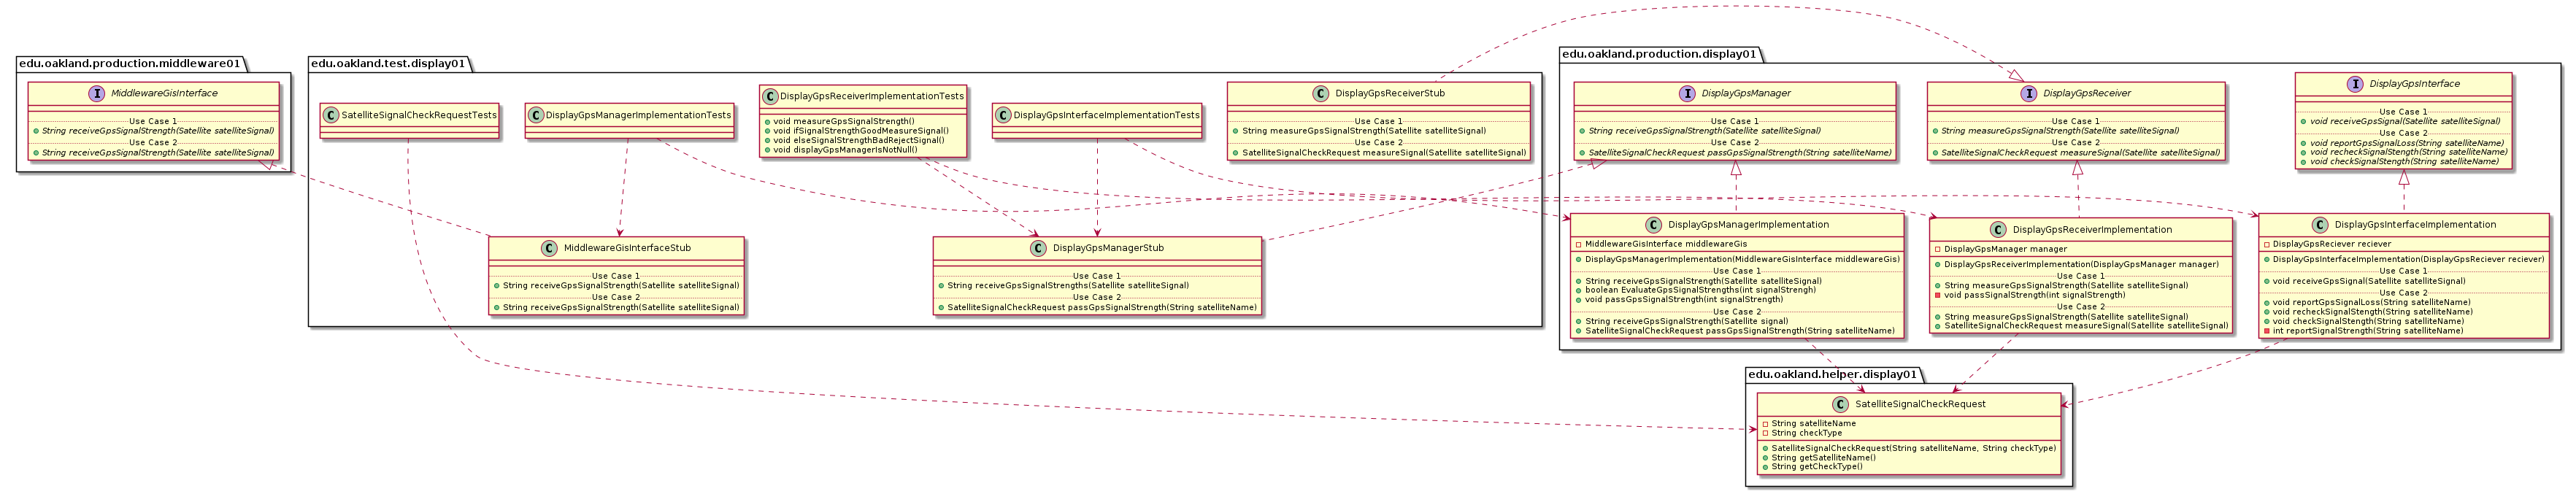 edu.oakland.production.middleware01
I MiddlewareGisInterface
Use Case 1
String receiveGpsSignalStrength(Satellite satelliteSignal)
Use Case 2
String receiveGpsSignalStrength(Satellite satelliteSignal)
edu.oakland.test.display01
C SatelliteSignalCheckRequestTests
C DisplayGpsManagerImplementationTests
C DisplayGpsReceiverImplementationTests
void measureGpsSignalStrength()
void ifSignalStrengthGoodMeasureSignal()
void elseSignalStrengthBadRejectSignal()
void displayGpsManagerIsNotNull()
C DisplayGpsInterfaceImplementationTests
C DisplayGpsReceiverStub
Use Case 1
String measureGpsSignalStrength(Satellite satelliteSignal)
Use Case 2
SatelliteSignalCheckRequest measureSignal(Satellite satelliteSignal)
C MiddlewareGisInterfaceStub
Use Case 1
String receiveGpsSignalStrength(Satellite satelliteSignal)
Use Case 2
String receiveGpsSignalStrength(Satellite satelliteSignal)
C DisplayGpsManagerStub
Use Case 1
String receiveGpsSignalStrengths(Satellite satelliteSignal)
Use Case 2
SatelliteSignalCheckRequest passGpsSignalStrength(String satelliteName)
edu.oakland.production.display01
I DisplayGpsManager
Use Case 1
String receiveGpsSignalStrength(Satellite satelliteSignal)
Use Case 2
SatelliteSignalCheckRequest passGpsSignalStrength(String satelliteName)
I DisplayGpsReceiver
Use Case 1
String measureGpsSignalStrength(Satellite satelliteSignal)
Use Case 2
SatelliteSignalCheckRequest measureSignal(Satellite satelliteSignal)
I DisplayGpsInterface
Use Case 1
void receiveGpsSignal(Satellite satelliteSignal)
Use Case 2
void reportGpsSignalLoss(String satelliteName)
void recheckSignalStength(String satelliteName)
void checkSignalStength(String satelliteName)
C DisplayGpsManagerImplementation
MiddlewareGisInterface middlewareGis
DisplayGpsManagerImplementation(MiddlewareGisInterface middlewareGis)
Use Case 1
String receiveGpsSignalStrength(Satellite satelliteSignal)
boolean EvaluateGpsSignalStrengths(int signalStrengh)
void passGpsSignalStrength(int signalStrength)
Use Case 2
String receiveGpsSignalStrength(Satellite signal)
SatelliteSignalCheckRequest passGpsSignalStrength(String satelliteName)
C DisplayGpsReceiverImplementation
DisplayGpsManager manager
DisplayGpsReceiverImplementation(DisplayGpsManager manager)
Use Case 1
String measureGpsSignalStrength(Satellite satelliteSignal)
void passSignalStrength(int signalStrength)
Use Case 2
String measureGpsSignalStrength(Satellite satelliteSignal)
SatelliteSignalCheckRequest measureSignal(Satellite satelliteSignal)
C DisplayGpsInterfaceImplementation
DisplayGpsReciever reciever
DisplayGpsInterfaceImplementation(DisplayGpsReciever reciever)
Use Case 1
void receiveGpsSignal(Satellite satelliteSignal)
Use Case 2
void reportGpsSignalLoss(String satelliteName)
void recheckSignalStength(String satelliteName)
void checkSignalStength(String satelliteName)
int reportSignalStrength(String satelliteName)
edu.oakland.helper.display01
C SatelliteSignalCheckRequest
String satelliteName
String checkType
SatelliteSignalCheckRequest(String satelliteName, String checkType)
String getSatelliteName()
String getCheckType()